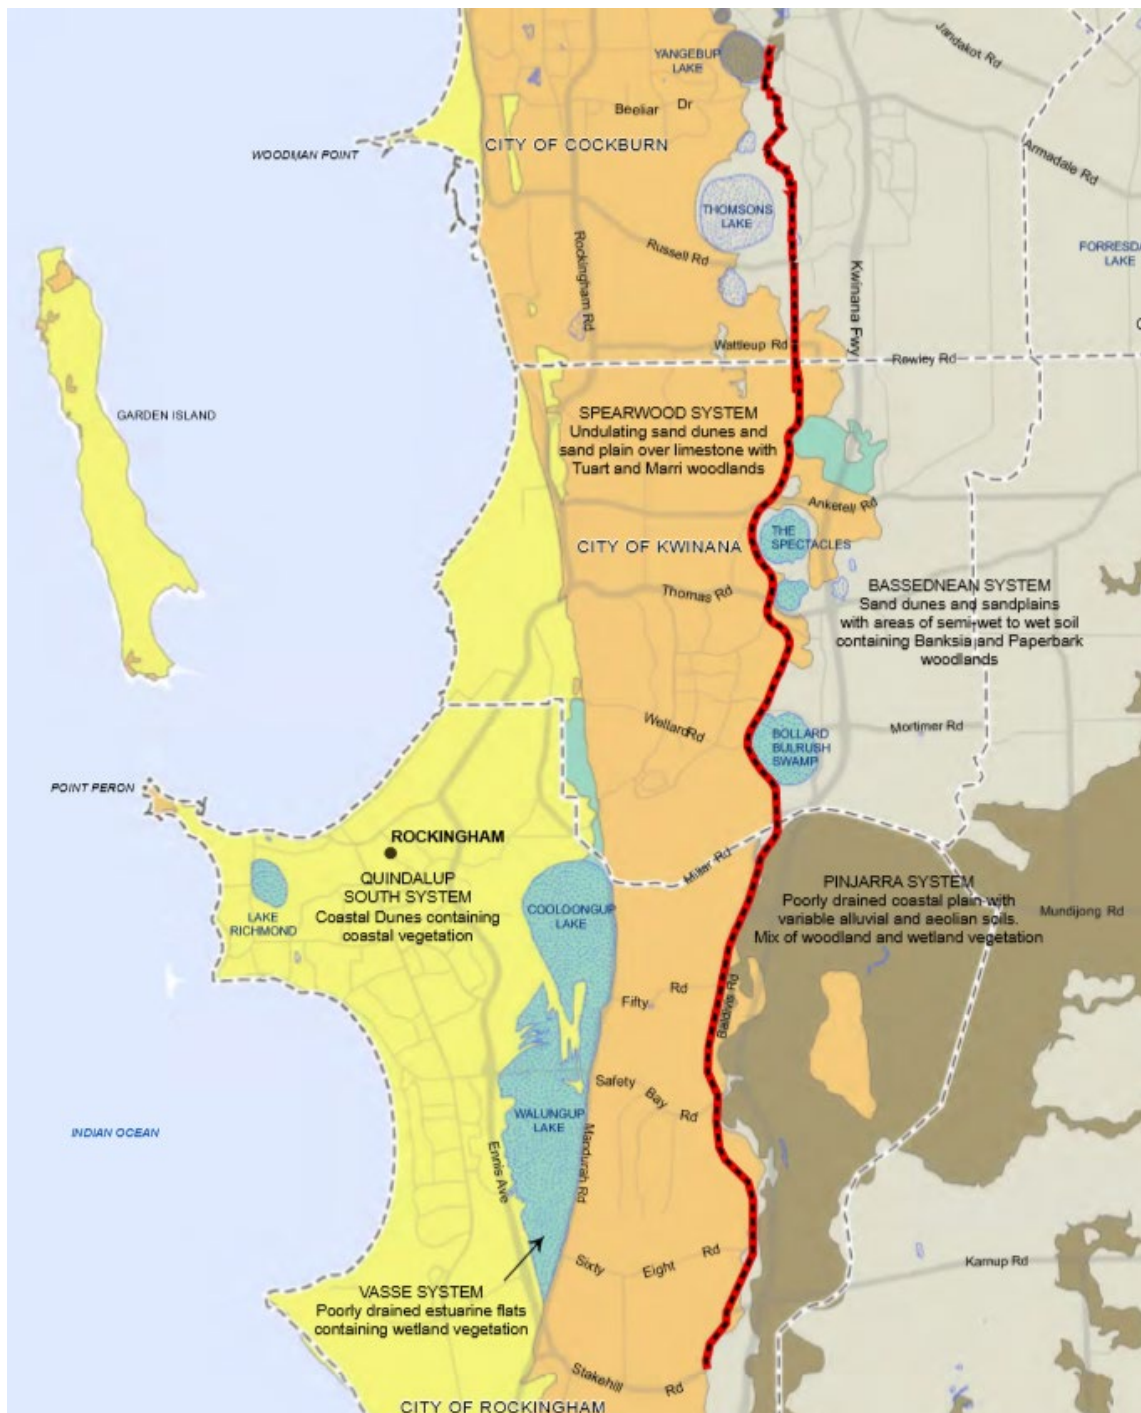 YANGEBUP
LAKE
Jandakot Rd
Beeliar Dr
CITY OF COCKBURN
WOODMAN POINT
Armadale Rd
THOMSONS
LAKE
Russell Rd
Rockingham Rd
Kwinana Fwy
LAKE
Wattleup Rd
Rowley Rd
GARDEN ISLAND
SPEARWOOD SYSTEM
Undulating sand dunes and
sand plain over limestone with
Tuart and Marri woodlands
Anketell Rd
THE
SPECTACLES
CITY OF KWINANA
Thomas Rd
BASSEDNEAN SYSTEM
Sand dunes and sandplains
with areas of semi-wet to wet soil
containing Banksia and Paperbark
woodlands
Wellard Rd
Mortimer Rd
BOLLARD
BULRUSH
SWAMP
POINT PERON
ROCKINGHAM
Millar Rd
QUINDALUP
SOUTH SYSTEM
Coastal Dunes containing
coastal vegetation
PINJARRA SYSTEM
Poorly drained coastal plain with
variable alluvial and aeolian soils.
Mix of woodland and wetland vegetation
COOLOONGUP
LAKE
LAKE
RICHMOND
Mundijong Rd
Fifty Rd
Baldivis Rd
Safety Bay Rd
WALUNGUP
LAKE
INDIAN OCEAN
Mandurah Rd
Ennis Ave
Sixty Eight Rd
Karnup Rd
VASSE SYSTEM
Poorly drained estuarine flats
containing wetland vegetation
Stakehill Rd
CITY OF ROCKINGHAM